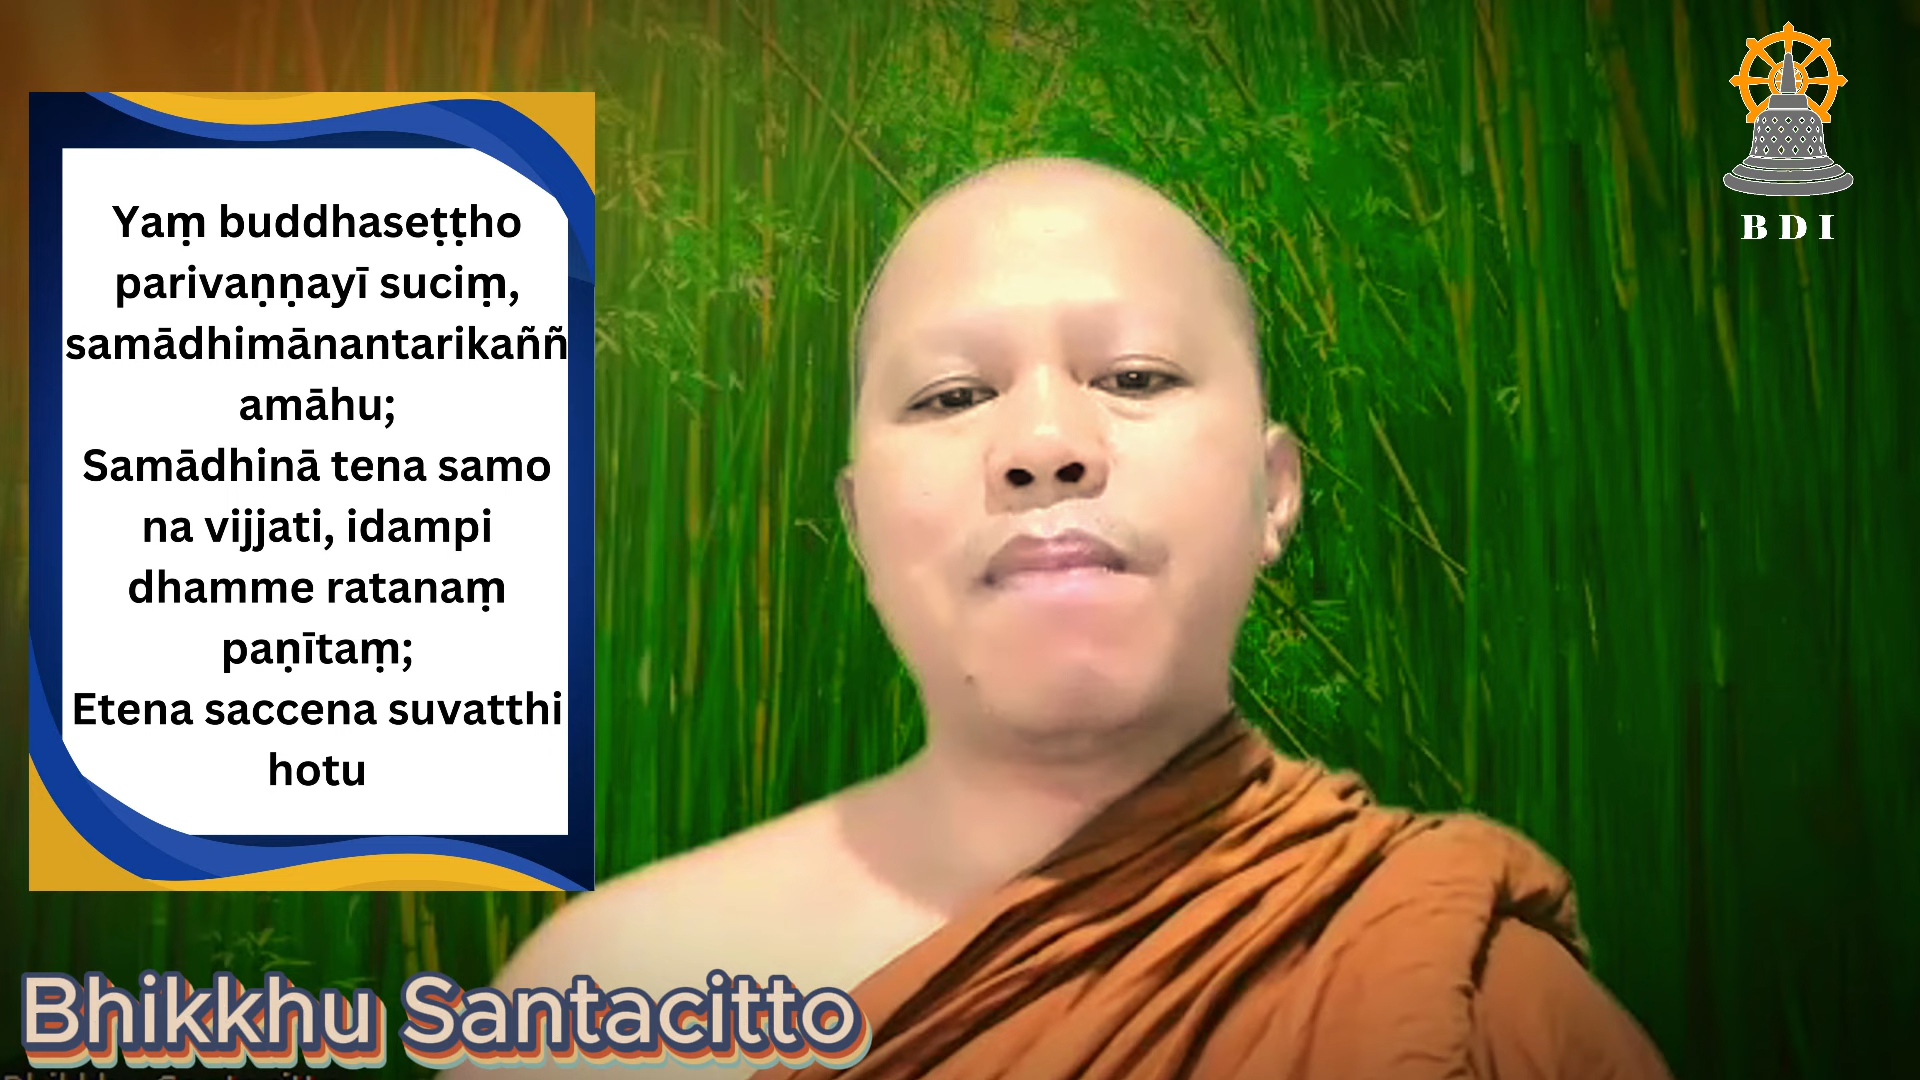 Yaṃ buddhaseṭṭho
parivaṇṇayī suciṃ,
samādhimānantarikaññ
amāhu;
Samādhinā tena samo
na vijjati, idampi
dhamme ratanaṃ
paṇītaṃ;
Etena saccena suvatthi
hotu
BDI
Bhikkhu Santacitto